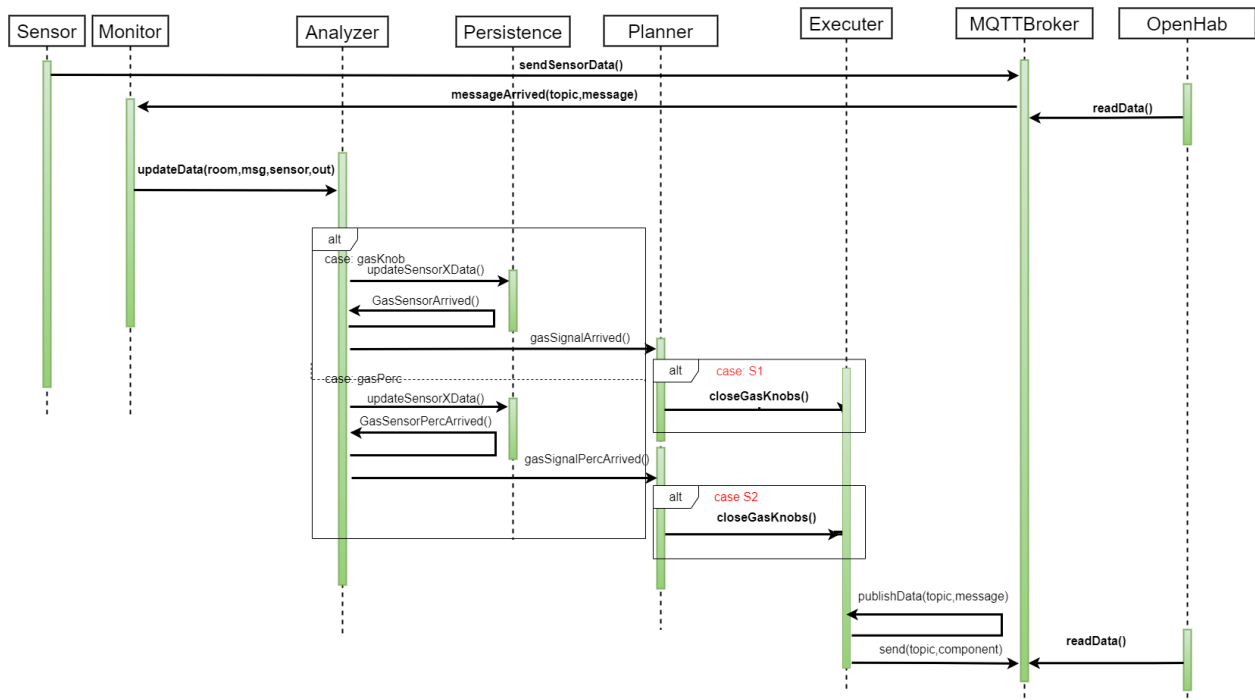 Sensor
Monitor
Analyzer
Persistence
Planner
Executer
MQTTBroker
OpenHab
sendSensorData()
messageArrived(topic,message)
readData()
updateData(room,msg,sensor,out)
alt
case: gasKnob
updateSensorXData()
GasSensorArrived()
gasSignalArrived()
alt
case: S1
case: gasPerc
updateSensorXData()
closeGasKnobs()
GasSensorPercArrived()
gasSignalPercArrived()
alt
case S2
closeGasKnobs()
publishData(topic,message)
send(topic,component)
readData()